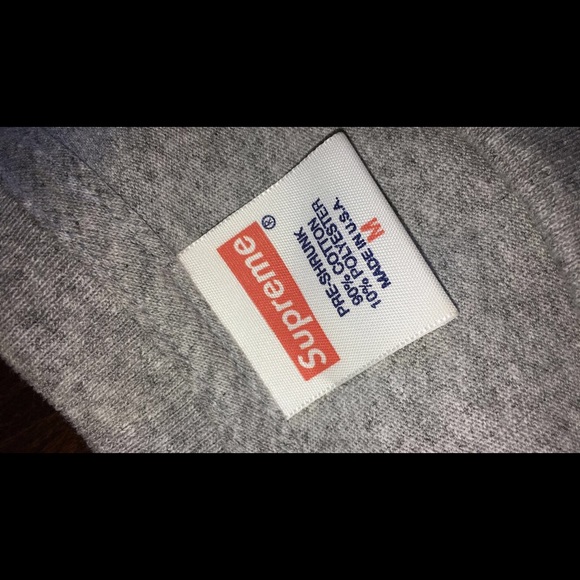 Supreme®
PRE-SHRUNK
90% COTTON
10% POLYESTER
MADE IN U.S.A.
M